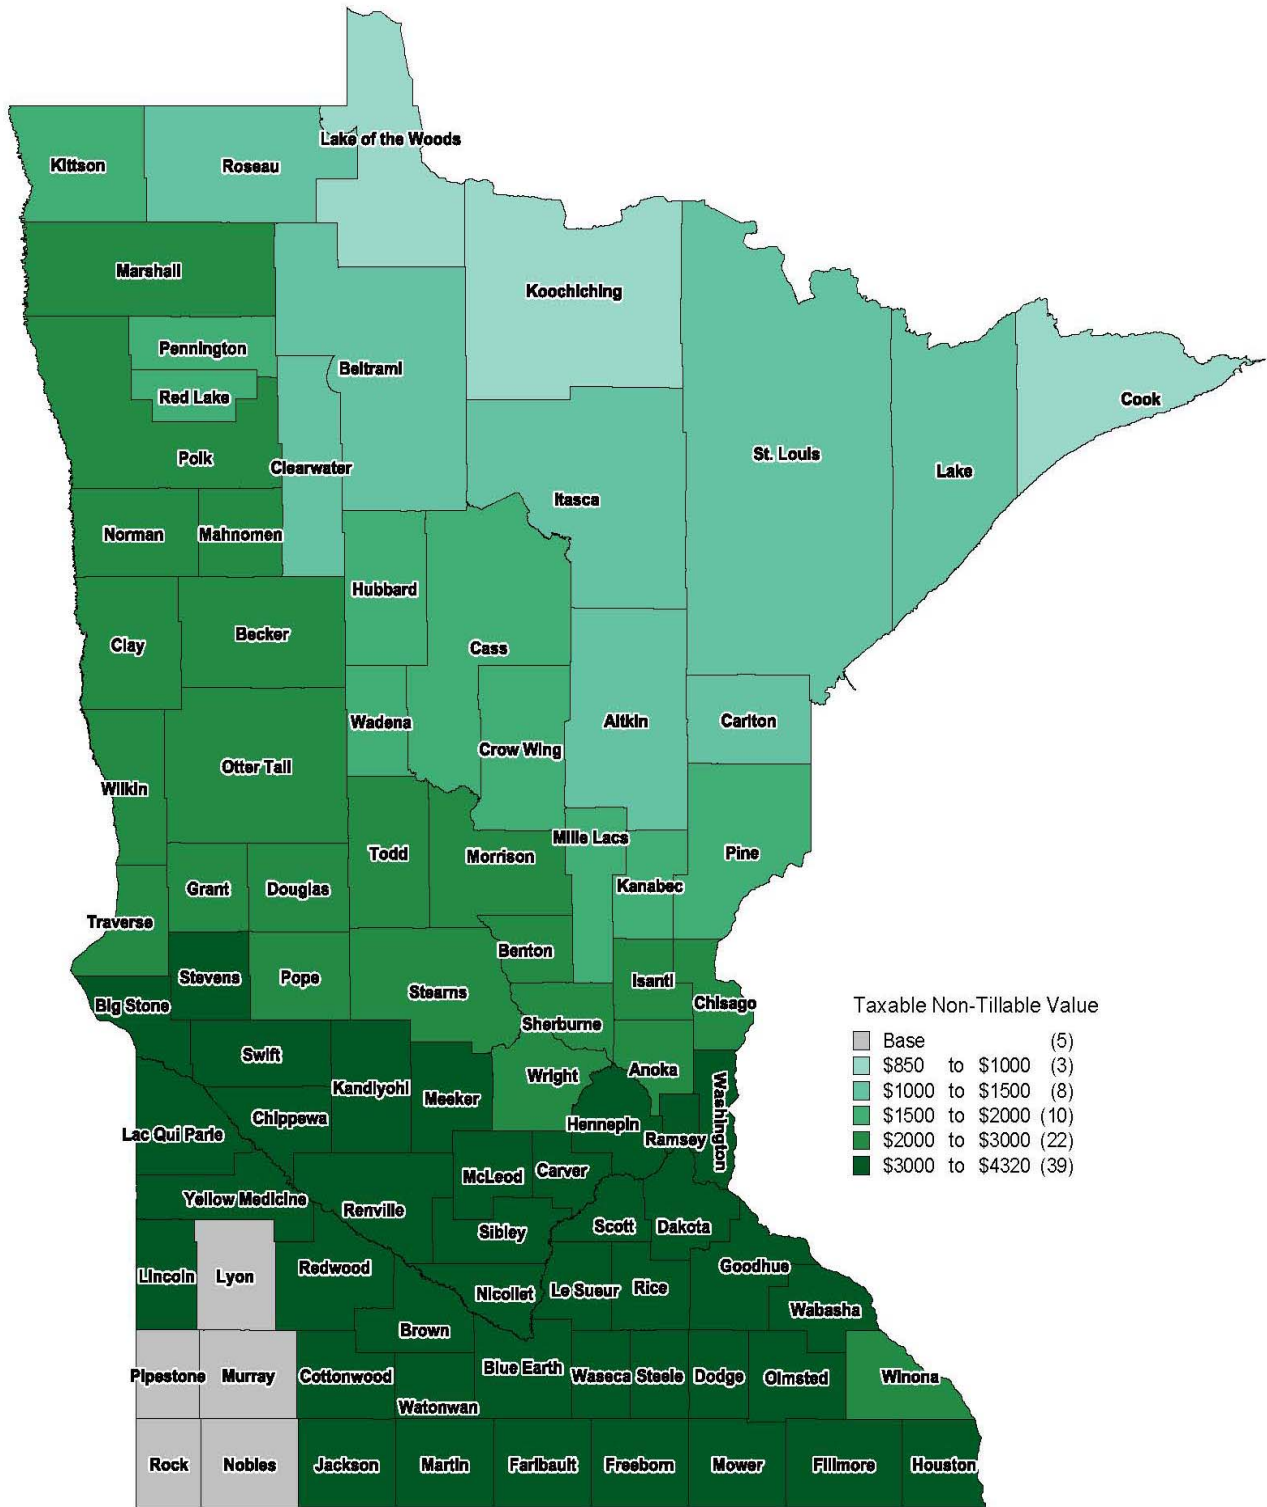 Lake of the Woods
Kittson
Roseau
Marshall
Koochiching
Pennington
Beltrami
Red Lake
Cook
Polk
Clearwater
St. Louis
Lake
Itasca
Norman
Mahnomen
Hubbard
Becker
Clay
Cass
Wadena
Aitkin
Carlton
Crow Wing
Otter Tail
Wilkin
Mille Lacs
Todd
Morrison
Pine
Grant
Douglas
Kanabec
Traverse
Benton
Stevens
Pope
Isanti
Stearns
Chisago
Big Stone
Sherburne
Swift
Wright
Anoka
Kandiyohi
Meeker
Washington
Chippewa
Hennepin
Lac Qui Parle
Ramsey
McLeod
Carver
Yellow Medicine
Renville
Sibley
Scott
Dakota
Lincoln
Lyon
Redwood
Goodhue
Nicollet
Le Sueur
Rice
Wabasha
Brown
Pipestone
Murray
Cottonwood
Blue Earth
Waseca
Steele
Dodge
Olmsted
Winona
Watonwan
Rock
Nobles
Jackson
Martin
Faribault
Freeborn
Mower
Fillmore
Houston
Taxable Non-Tillable Value
Base (5)
$850 to $1000 (3)
$1000 to $1500 (8)
$1500 to $2000 (10)
$2000 to $3000 (22)
$3000 to $4320 (39)